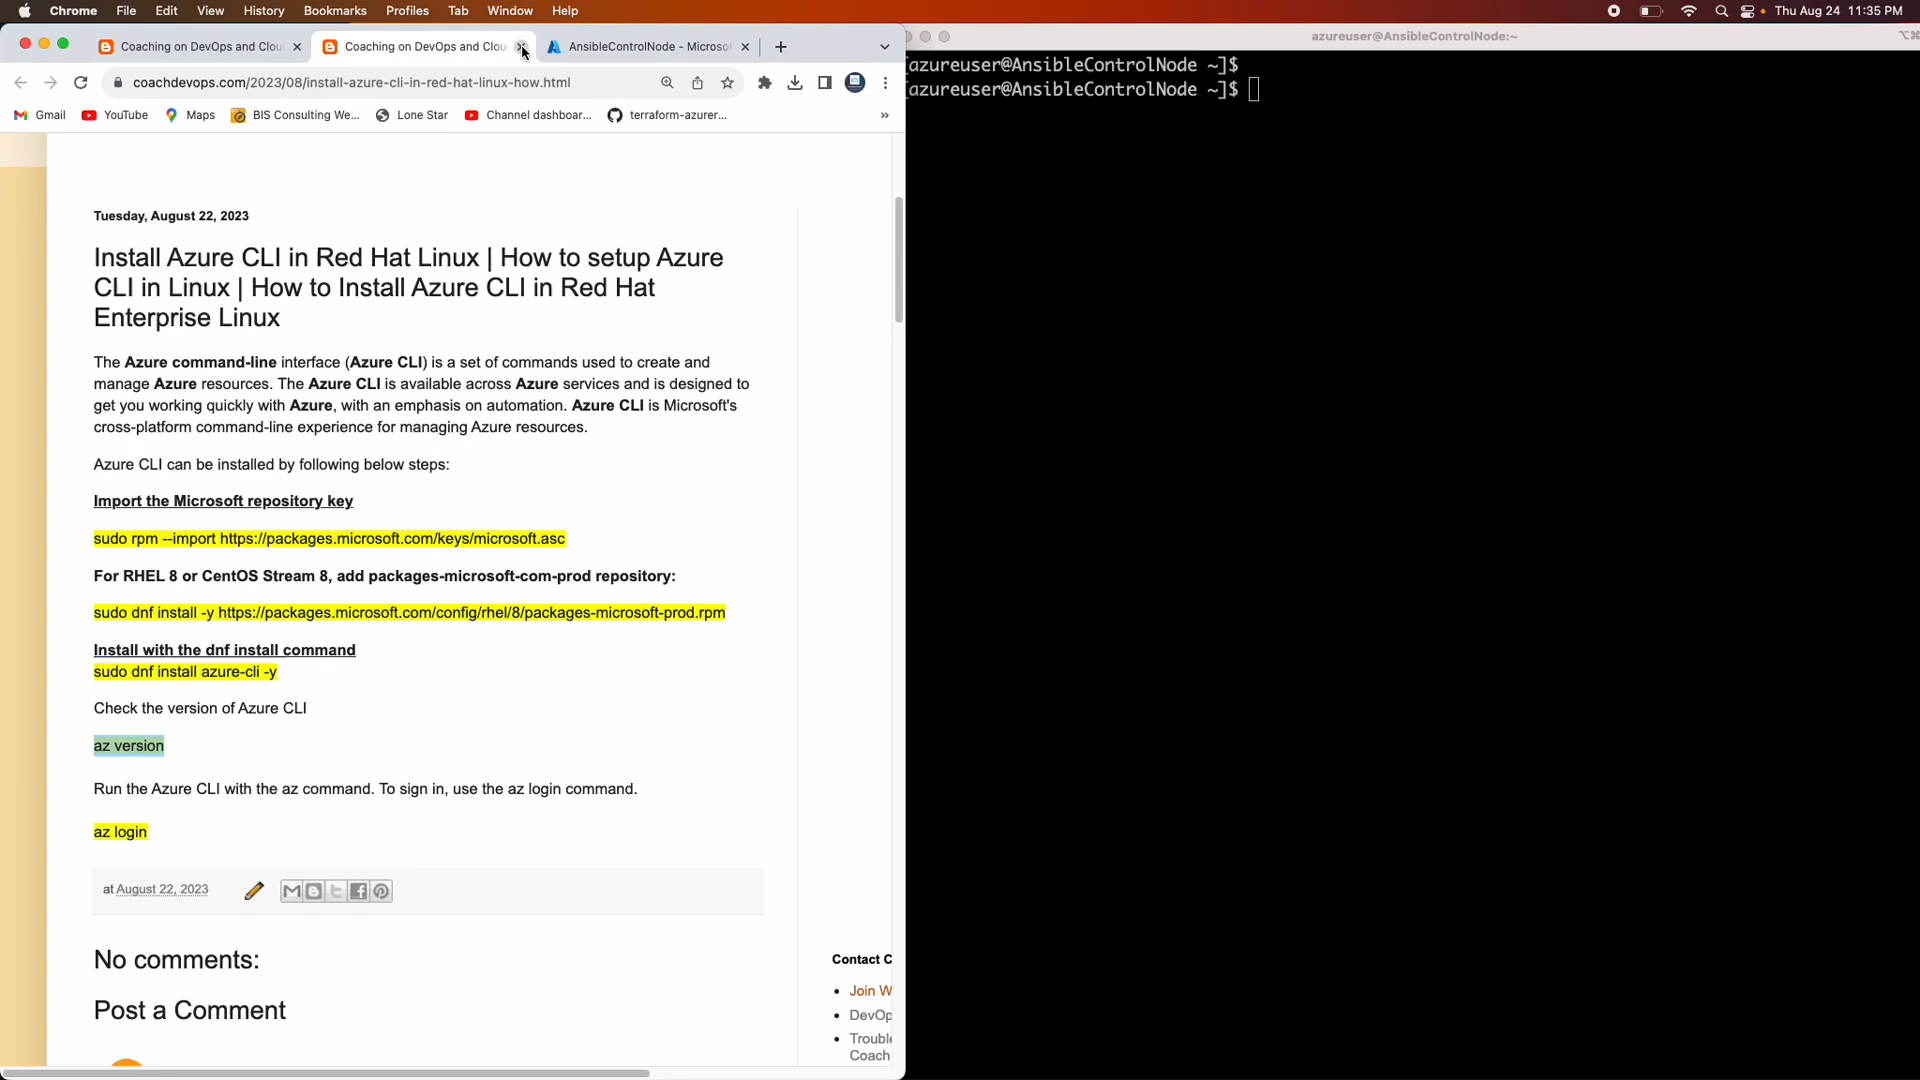 Chrome File Edit View History Bookmarks Profiles Tab Window Help Thu Aug 24 11:35 PM
Coaching on DevOps and Clou Coaching on DevOps and Clou AnsibleControlNode - Microsof
azureuser@AnsibleControlNode:~
coachdevops.com/2023/08/install-azure-cli-in-red-hat-linux-how.html
Gmail YouTube Maps BIS Consulting We... Lone Star Channel dashboar... terraform-azurer... »
[azureuser@AnsibleControlNode ~]$
[azureuser@AnsibleControlNode ~]$
Tuesday, August 22, 2023
Install Azure CLI in Red Hat Linux | How to setup Azure
CLI in Linux | How to Install Azure CLI in Red Hat
Enterprise Linux
The Azure command-line interface (Azure CLI) is a set of commands used to create and
manage Azure resources. The Azure CLI is available across Azure services and is designed to
get you working quickly with Azure, with an emphasis on automation. Azure CLI is Microsoft's
cross-platform command-line experience for managing Azure resources.
Azure CLI can be installed by following below steps:
Import the Microsoft repository key
sudo rpm --import https://packages.microsoft.com/keys/microsoft.asc
For RHEL 8 or CentOS Stream 8, add packages-microsoft-com-prod repository:
sudo dnf install -y https://packages.microsoft.com/config/rhel/8/packages-microsoft-prod.rpm
Install with the dnf install command
sudo dnf install azure-cli -y
Check the version of Azure CLI
az version
Run the Azure CLI with the az command. To sign in, use the az login command.
az login
at August 22, 2023
No comments:
Post a Comment
Contact C
Join W
DevOp
Trouble
Coach